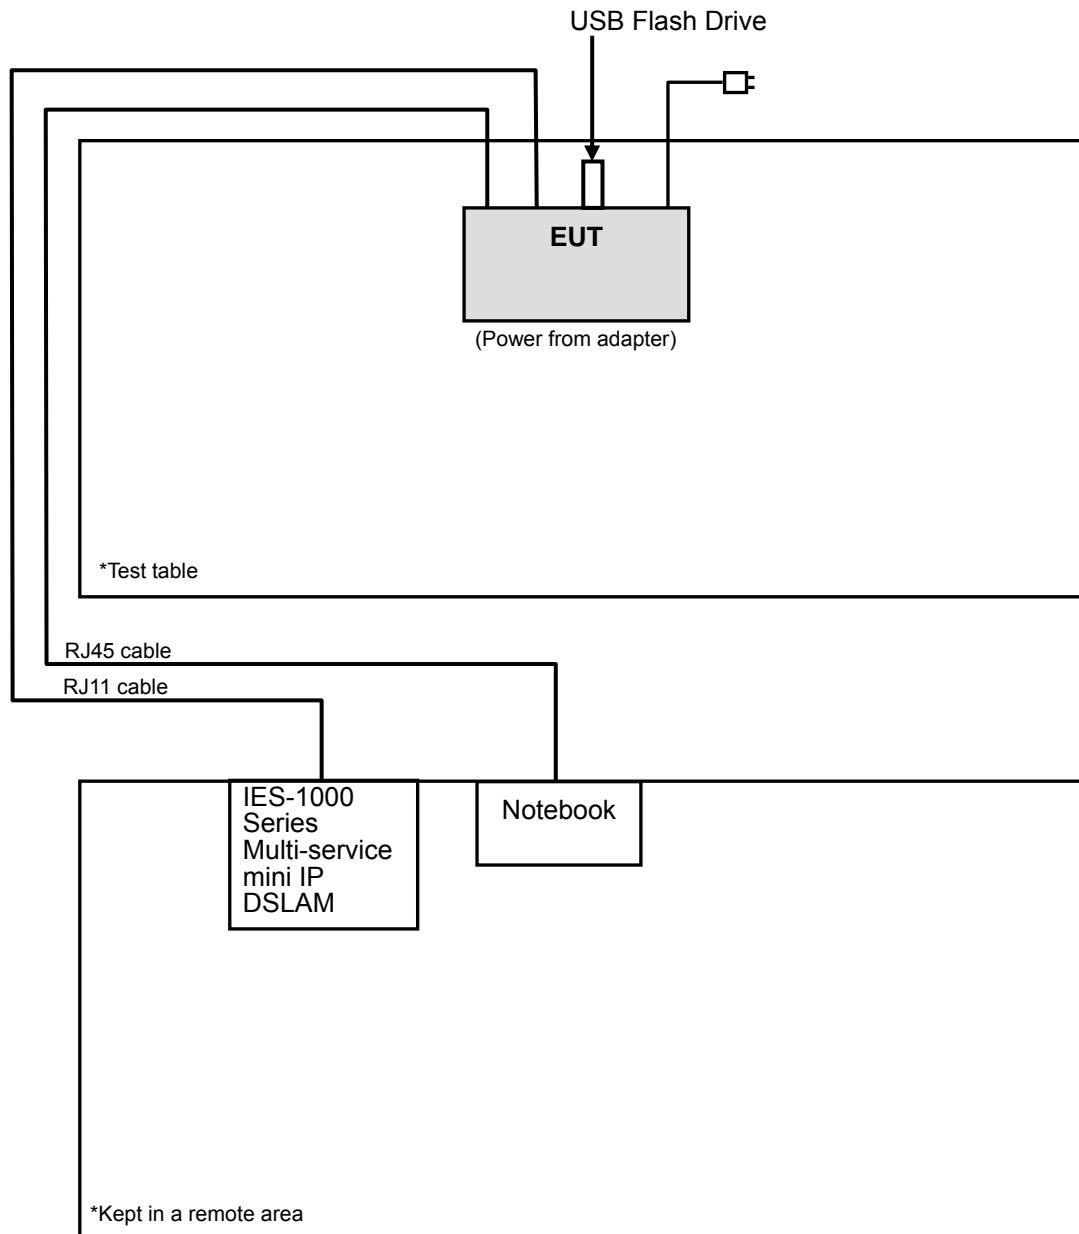 USB Flash Drive
EUT
(Power from adapter)
*Test table
RJ45 cable
RJ11 cable
IES-1000
Series
Multi-service
mini IP
DSLAM
Notebook
*Kept in a remote area